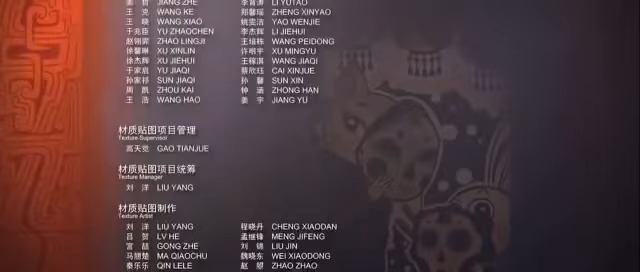 姜 哲 JIANG ZHE 李育涛 LI YUTAO
王 克 WANG KE 郑馨瑶 ZHENG XINYAO
王 晓 WANG XIAO 姚雯洁 YAO WENJIE
于兆臣 YU ZHAOCHEN 李杰辉 LI JIEHUI
赵翎霁 ZHAO LINGJI 王培栋 WANG PEIDONG
徐馨琳 XU XINLIN 许明宇 XU MINGYU
徐杰辉 XU JIEHUI 王稼淇 WANG JIAQI
于家启 YU JIAQI 蔡欣玨 CAI XINJUE
孙家祁 SUN JIAQI 孙 馨 SUN XIN
周 凯 ZHOU KAI 钟 涵 ZHONG HAN
王 浩 WANG HAO 姜 宇 JIANG YU
材质贴图项目管理
Texture Supervisor
高天觉 GAO TIANJUE
材质贴图项目统筹
Texture Manager
刘 洋 LIU YANG
材质贴图制作
Texture Artist
刘 洋 LIU YANG 程晓丹 CHENG XIAODAN
吕 贺 LV HE 孟继锋 MENG JIFENG
宫 喆 GONG ZHE 刘 锦 LIU JIN
马翘楚 MA QIAOCHU 魏晓东 WEI XIAODONG
秦乐乐 QIN LELE 赵 曌 ZHAO ZHAO